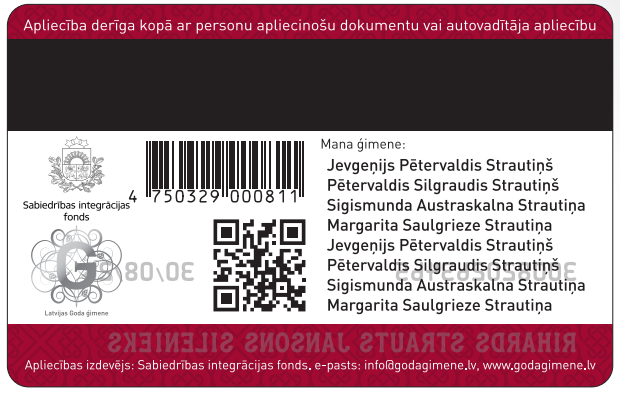 Apliecība derīga kopā ar personu apliecinošu dokumentu vai autovadītāja apliecību
Sabiedrības integrācijas
fonds
4 750329 000811
G
Latvijas Goda ģimene
30/08
Mana ģimene:
Jevgeņijs Pētervaldis Strautiņš
Pētervaldis Silgraudis Strautiņš
Sigismunda Austraskalna Strautiņa
Margarita Saulgrieze Strautiņa
Jevgeņijs Pētervaldis Strautiņš
Pētervaldis Silgraudis Strautiņš
Sigismunda Austraskalna Strautiņa
Margarita Saulgrieze Strautiņa
RIHARDS STRAUTS JANSONS SILENIEKS
Apliecības izdevējs: Sabiedrības integrācijas fonds. e-pasts: info@godagimene.lv, www.godagimene.lv